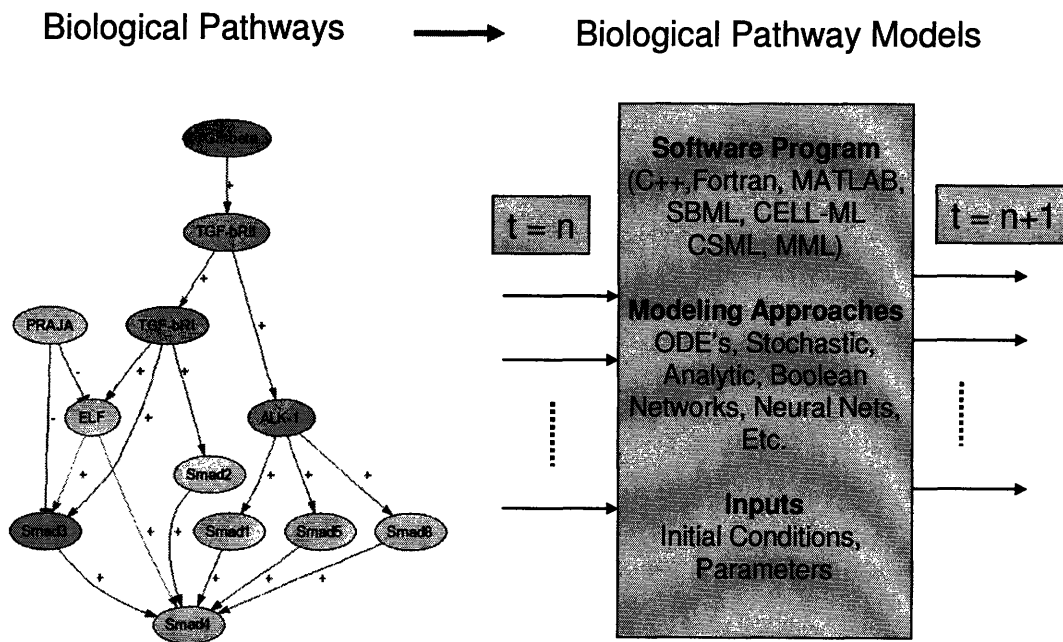 Biological Pathways
Biological Pathway Models
TGF-bRII
PRAJA
TGF-bRI
ELF
ALK-1
Smad2
Smad3
Smad1
Smad5
Smad4
+
+
+
-
+
+
-
+
+
+
+
+
+
+
+
+
+
+
t = n
Software Program
(C++,Fortran, MATLAB,
SBML, CELL-ML
CSML, MML)
Modeling Approaches
ODE's, Stochastic,
Analytic, Boolean
Networks, Neural Nets,
Etc.
Inputs
Initial Conditions,
Parameters
t = n+1